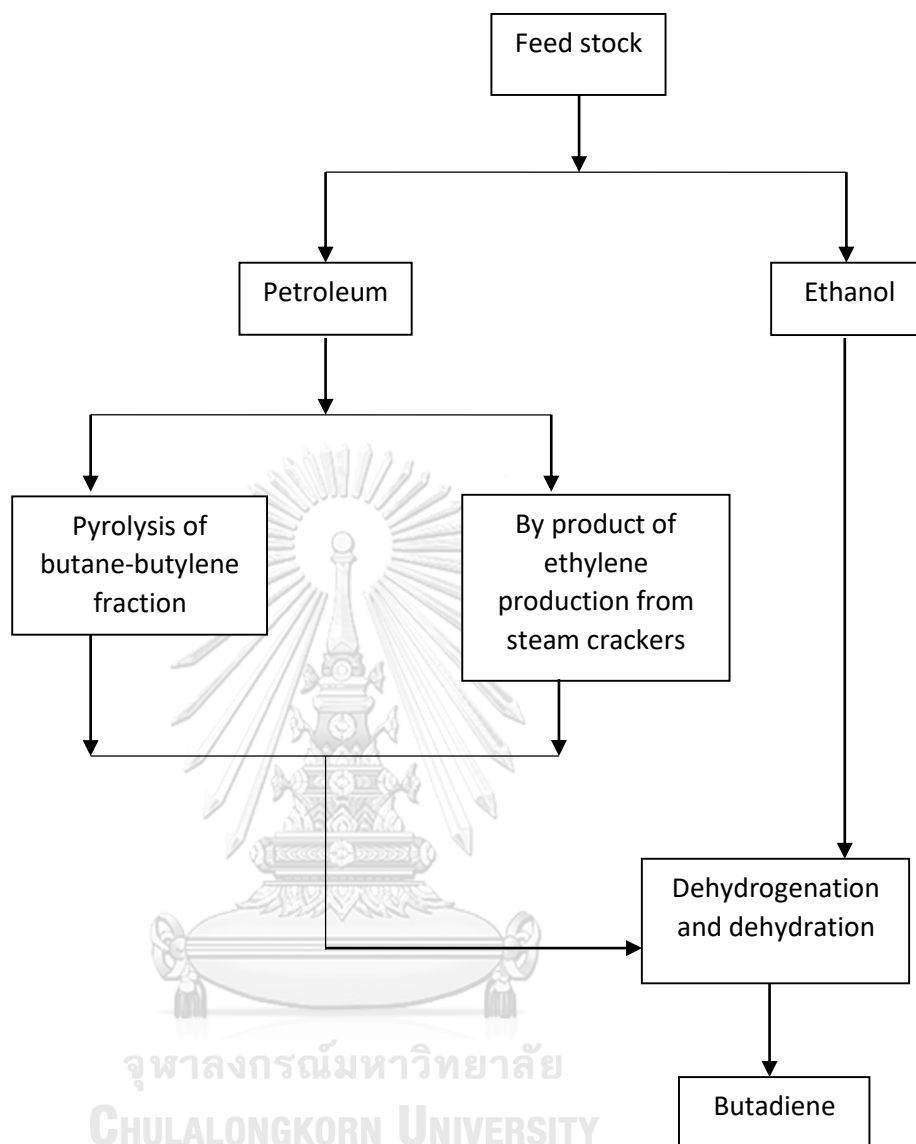 Feed stock
Petroleum
Ethanol
Pyrolysis of
butane-butylene
fraction
By product of
ethylene
production from
steam crackers
Dehydrogenation
and dehydration
Butadiene
จุฬาลงกรณ์มหาวิทยาลัย
CHULALONGKORN UNIVERSITY